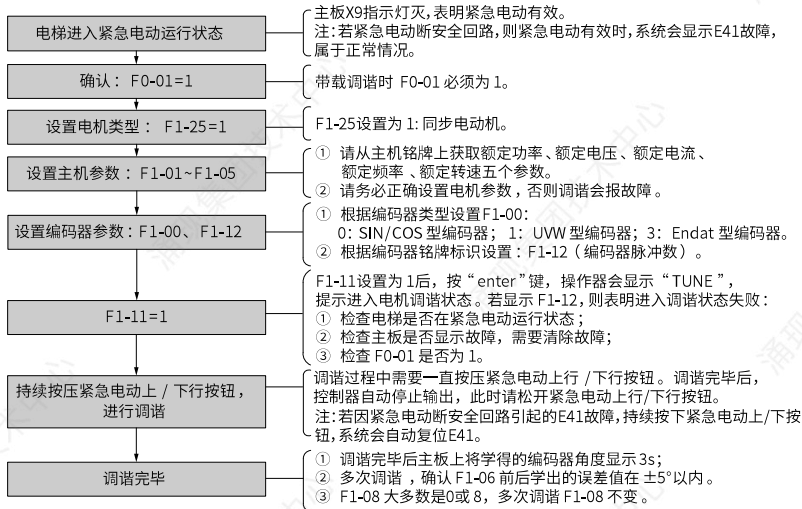 电梯进入紧急电动运行状态
主板X9指示灯灭，表明紧急电动有效。
注：若紧急电动断安全回路，则紧急电动有效时，系统会显示E41故障，
属于正常情况。
确认：F0-01=1
带载调谐时 F0-01 必须为 1。
设置电机类型：F1-25=1
F1-25设置为 1: 同步电动机。
设置主机参数：F1-01~F1-05
① 请从主机铭牌上获取额定功率、额定电压、额定电流、
额定频率、额定转速五个参数。
② 请务必正确设置电机参数，否则调谐会报故障。
设置编码器参数：F1-00、F1-12
① 根据编码器类型设置F1-00：
0：SIN/COS 型编码器；1：UVW 型编码器；3：Endat 型编码器。
② 根据编码器铭牌标识设置：F1-12（编码器脉冲数）。
F1-11=1
F1-11设置为 1后，按“enter”键，操作器会显示“TUNE”，
提示进入电机调谐状态。若显示 F1-12，则表明进入调谐状态失败：
① 检查电梯是否在紧急电动运行状态；
② 检查主板是否显示故障，需要清除故障；
③ 检查 F0-01 是否为 1。
持续按压紧急电动上 / 下行按钮，
进行调谐
调谐过程中需要一直按压紧急电动上行 /下行按钮。调谐完毕后，
控制器自动停止输出，此时请松开紧急电动上行/下行按钮。
注：若因紧急电动断安全回路引起的E41故障，持续按下紧急电动上/下按
钮，系统会自动复位E41。
调谐完毕
① 调谐完毕后主板上将学得的编码器角度显示 3s；
② 多次调谐，确认 F1-06 前后学出的误差值在 ±5°以内。
③ F1-08 大多数是0或 8，多次调谐 F1-08 不变。
涌现集团技术中心